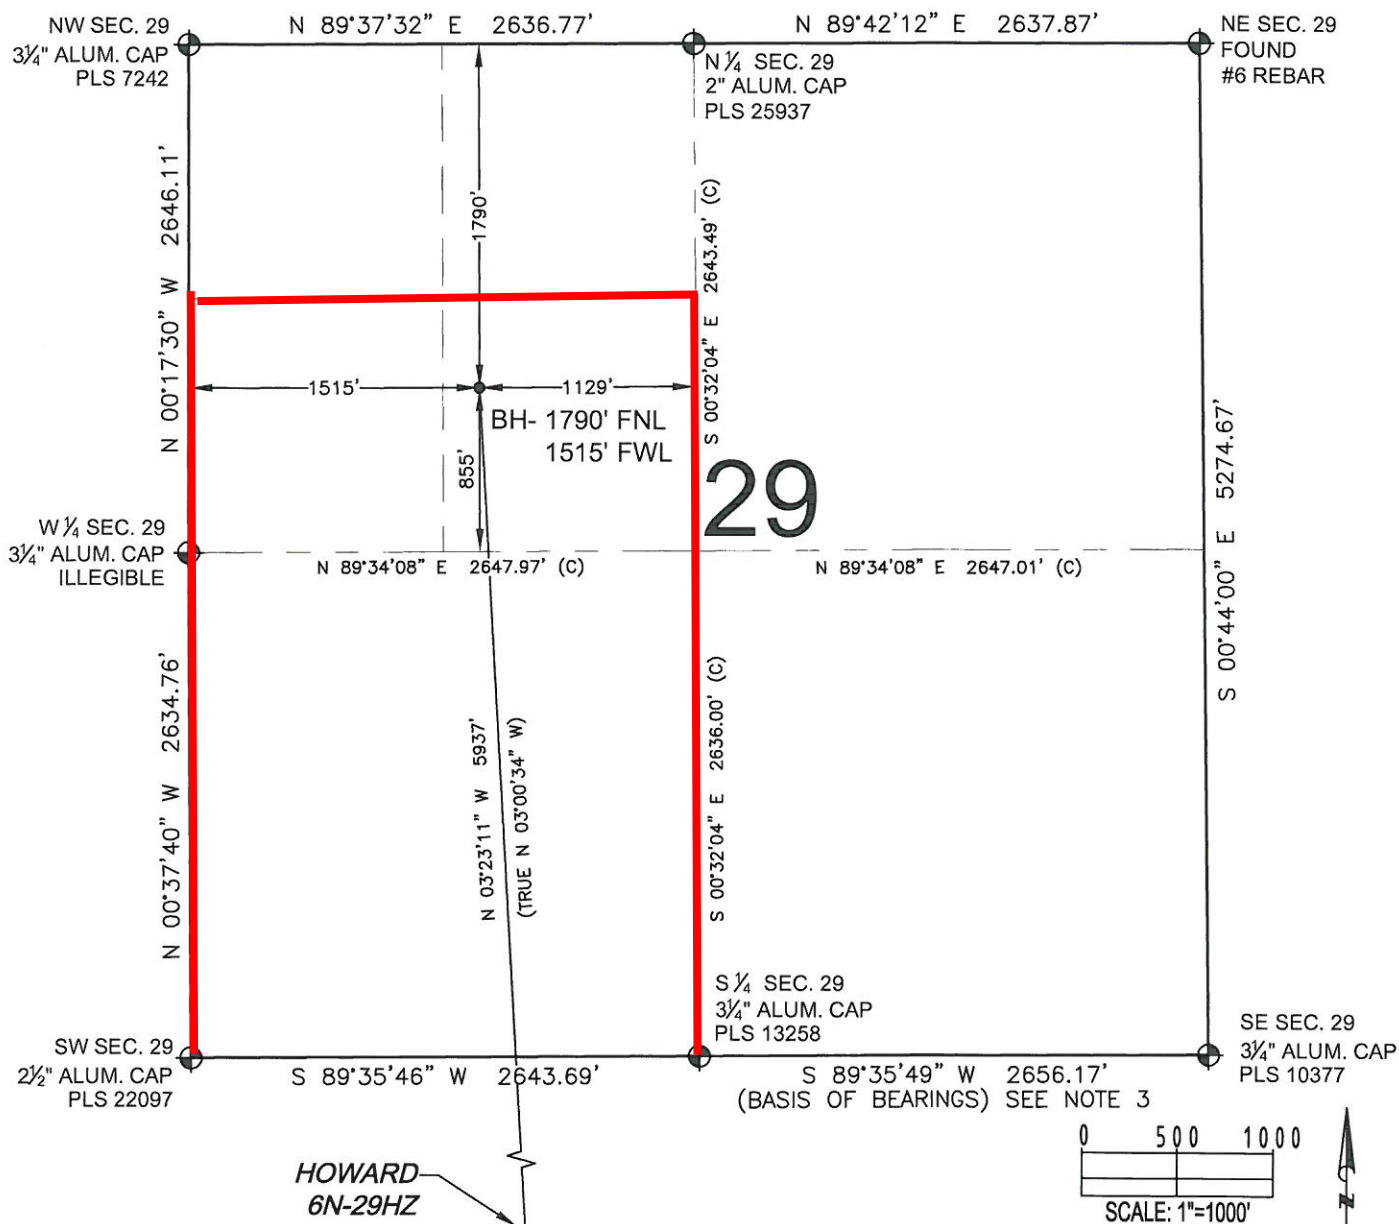 NW SEC. 29
3¼" ALUM. CAP
PLS 7242
N 89°37'32" E 2636.77'
N 89°42'12" E 2637.87'
NE SEC. 29
FOUND
#6 REBAR
N ¼ SEC. 29
2" ALUM. CAP
PLS 25937
N 00°17'30" W 2646.11'
1790'
S 00°32'04" E 2643.49' (C)
1515'
1129'
BH- 1790' FNL
1515' FWL
855'
29
S 00°44'00" E 5274.67'
W ¼ SEC. 29
3¼" ALUM. CAP
ILLEGIBLE
N 89°34'08" E 2647.97' (C)
N 89°34'08" E 2647.01' (C)
N 00°37'40" W 2634.76'
N 03°23'11" W 5937'
(TRUE N 03°00'34" W)
S 00°32'04" E 2636.00' (C)
S ¼ SEC. 29
3¼" ALUM. CAP
PLS 13258
SW SEC. 29
2½" ALUM. CAP
PLS 22097
S 89°35'46" W 2643.69'
S 89°35'49" W 2656.17'
(BASIS OF BEARINGS) SEE NOTE 3
SE SEC. 29
3¼" ALUM. CAP
PLS 10377
HOWARD
6N-29HZ
0 500 1000
SCALE: 1"=1000'
N